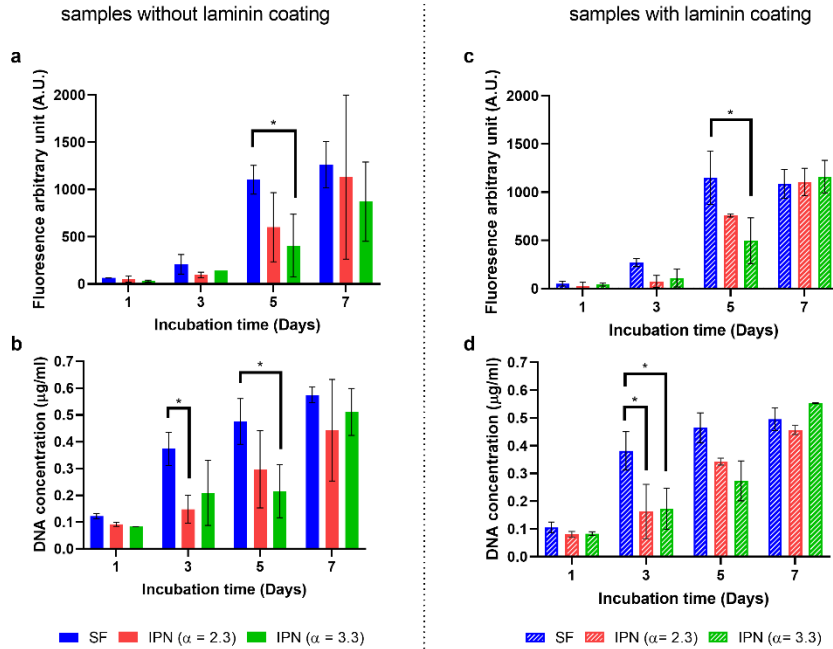 samples without laminin coating
samples with laminin coating
a
Fluoresence arbitrary unit (A.U.)
2000
1500
1000
500
0
*
1 3 5 7
Incubation time (Days)
b
DNA concentration (µg/ml)
0.7
0.6
0.5
0.4
0.3
0.2
0.1
0.0
*
*
1 3 5 7
Incubation time (Days)
SF IPN (α = 2.3) IPN (α = 3.3)
c
Fluoresence arbitrary unit (A.U.)
2000
1500
1000
500
0
*
1 3 5 7
Incubation time (Days)
d
DNA concentration (µg/ml)
0.7
0.6
0.5
0.4
0.3
0.2
0.1
0.0
*
*
1 3 5 7
Incubation time (Days)
SF IPN (α= 2.3) IPN (α = 3.3)